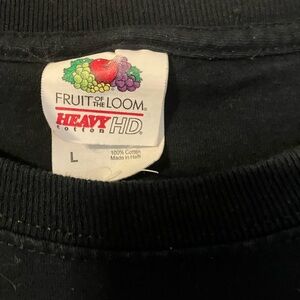 FRUIT OF THE LOOM®
HEAVY HD®
cotton
L
100% Cotton
Made in Haiti